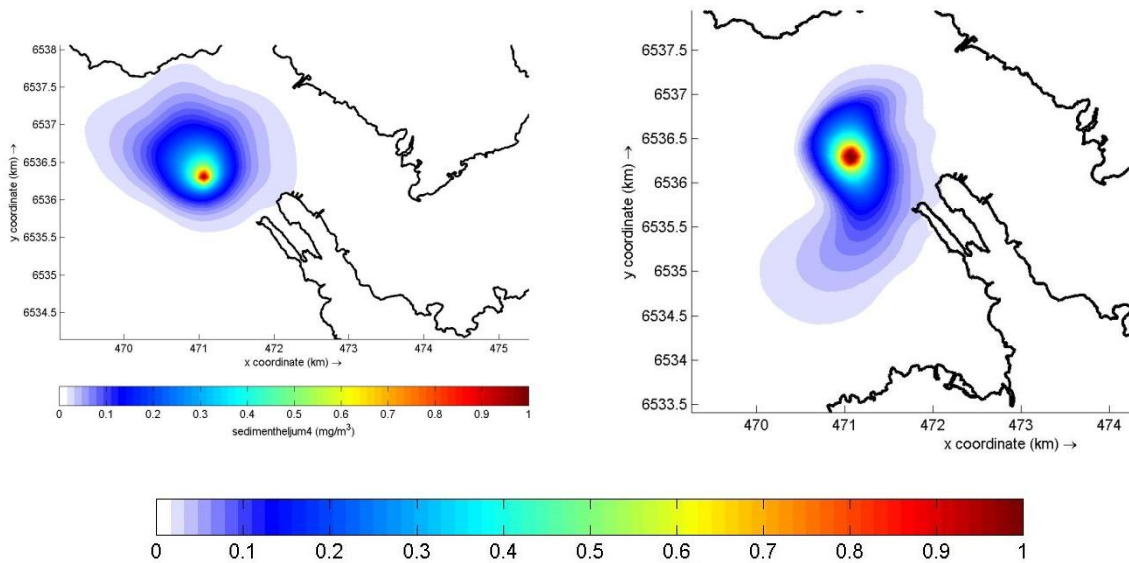 6538
6537.5
6537
6536.5
6536
6535.5
6535
6534.5
y coordinate (km) →
470 471 472 473 474 475
x coordinate (km) →
0 0.1 0.2 0.3 0.4 0.5 0.6 0.7 0.8 0.9 1
sedimentheljum4 (mg/m³)
6537.5
6537
6536.5
6536
6535.5
6535
6534.5
6534
6533.5
y coordinate (km) →
470 471 472 473 474
x coordinate (km) →
0 0.1 0.2 0.3 0.4 0.5 0.6 0.7 0.8 0.9 1